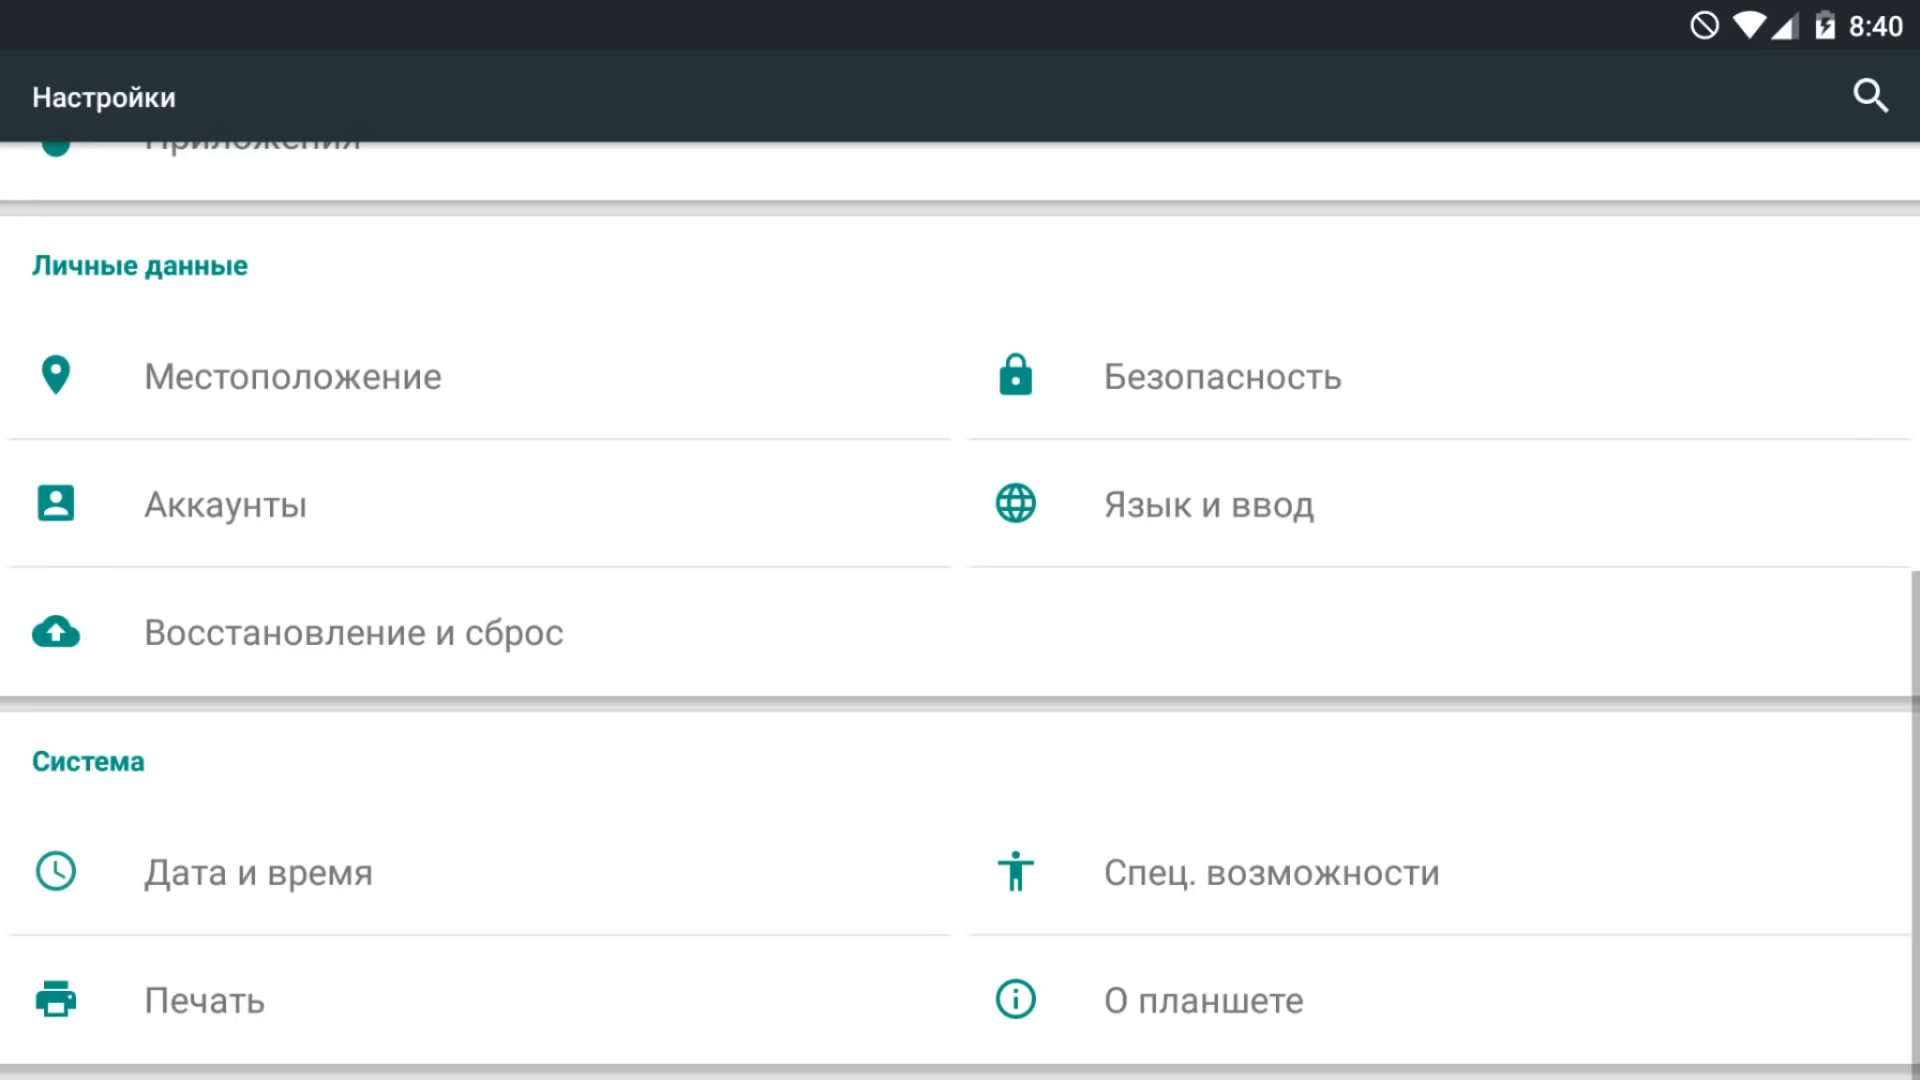 8:40
Настройки
Приложения
Личные данные
Местоположение
Безопасность
Аккаунты
Язык и ввод
Восстановление и сброс
Система
Дата и время
Спец. возможности
Печать
О планшете